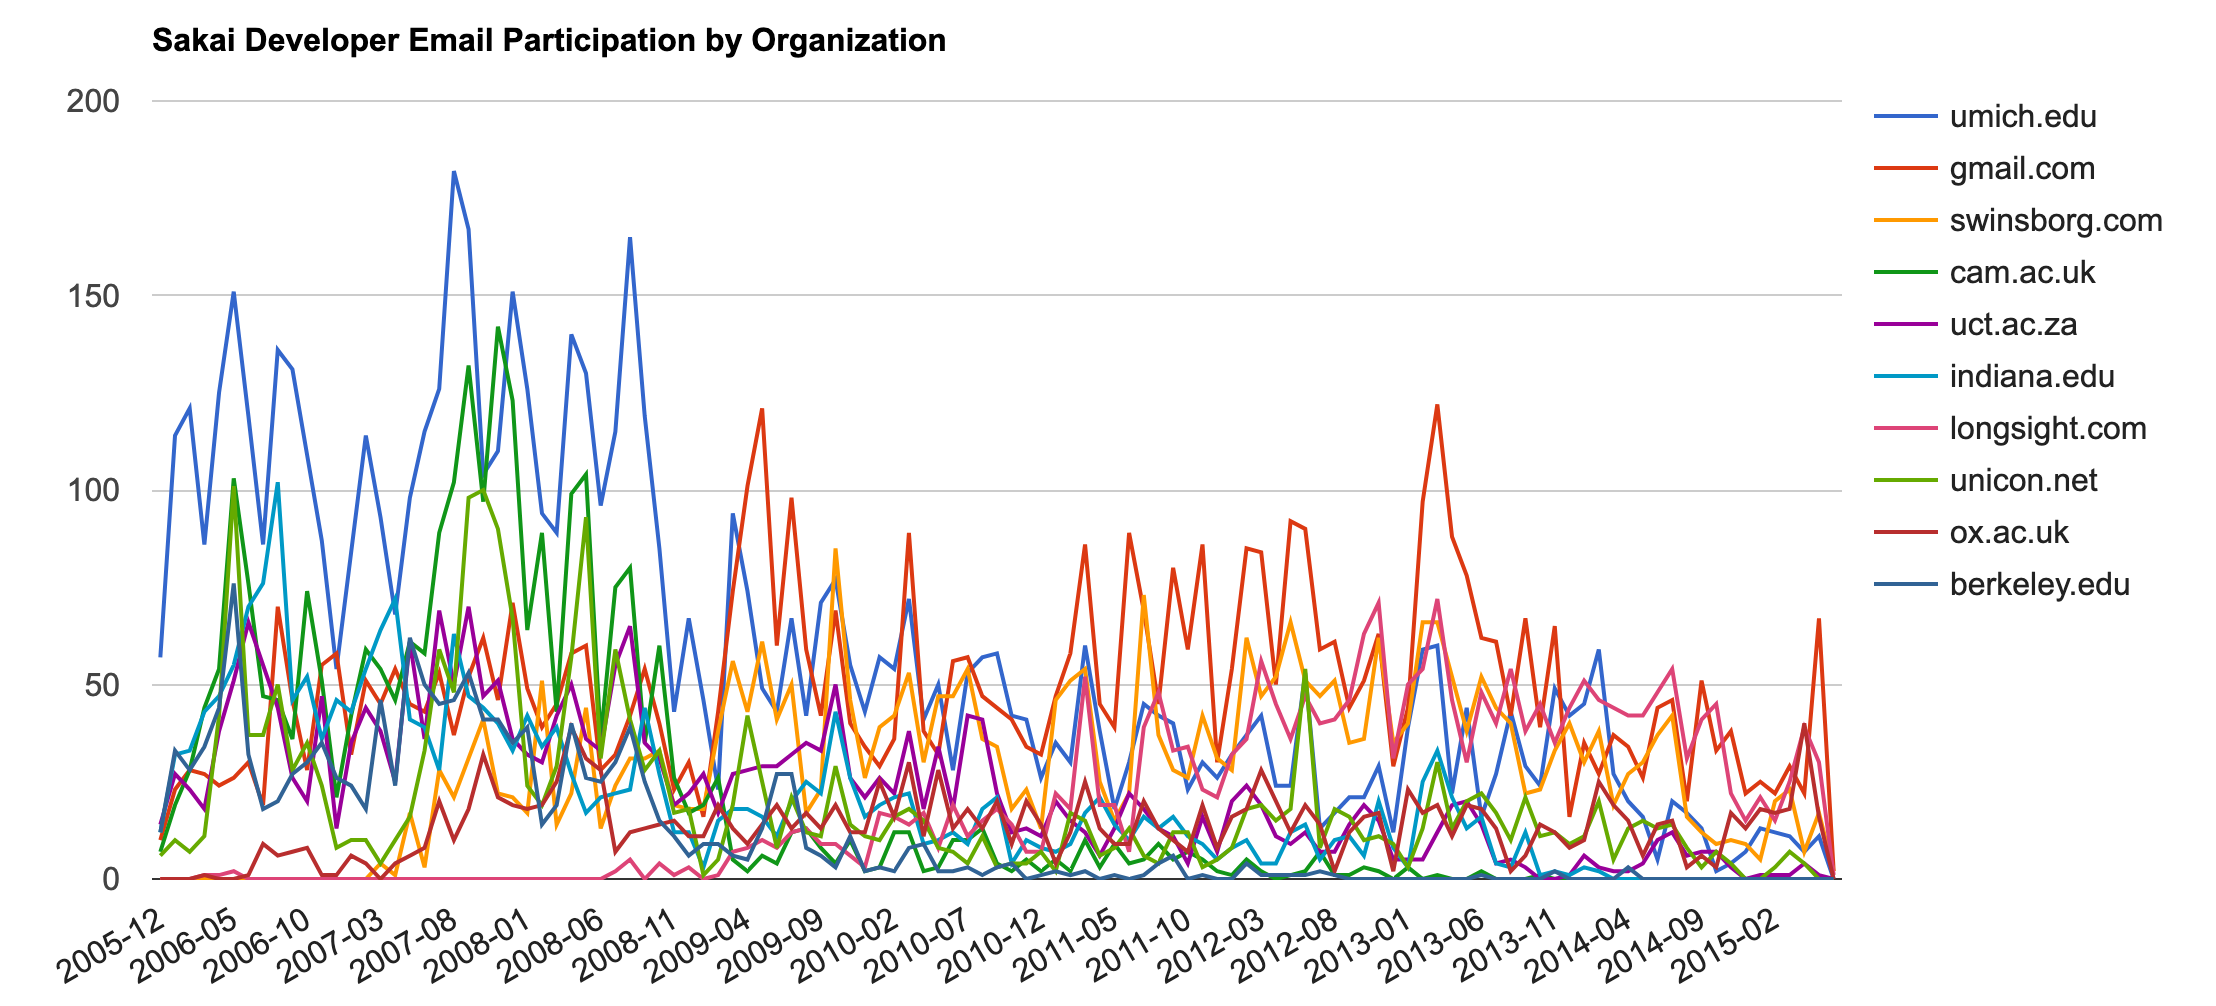 Sakai Developer Email Participation by Organization
200
150
100
50
0
umich.edu
gmail.com
swinsborg.com
cam.ac.uk
uct.ac.za
indiana.edu
longsight.com
unicon.net
ox.ac.uk
berkeley.edu
2005-12
2006-05
2006-10
2007-03
2007-08
2008-01
2008-06
2008-11
2009-04
2009-09
2010-02
2010-07
2010-12
2011-05
2011-10
2012-03
2012-08
2013-01
2013-06
2013-11
2014-04
2014-09
2015-02